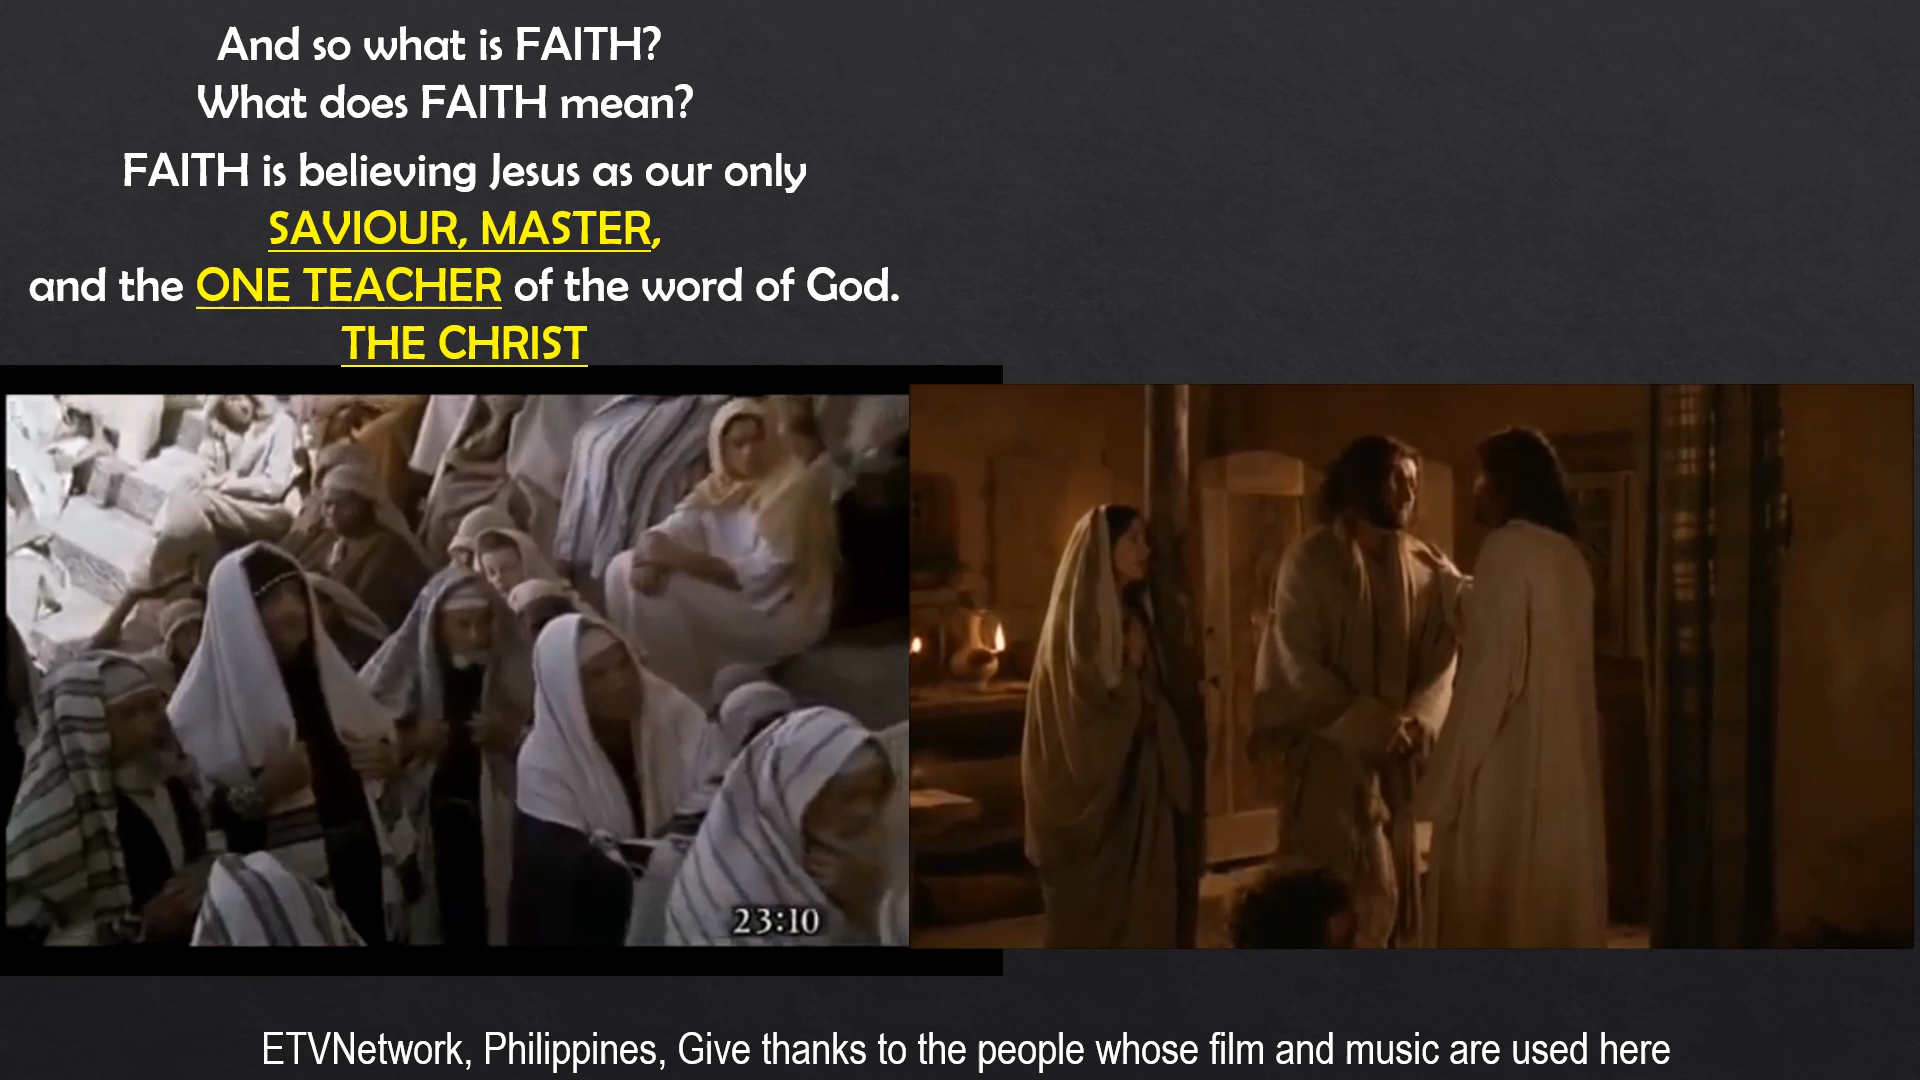 And so what is FAITH?
What does FAITH mean?
FAITH is believing Jesus as our only
SAVIOUR, MASTER,
and the ONE TEACHER of the word of God.
THE CHRIST
23:10
ETVNetwork, Philippines, Give thanks to the people whose film and music are used here